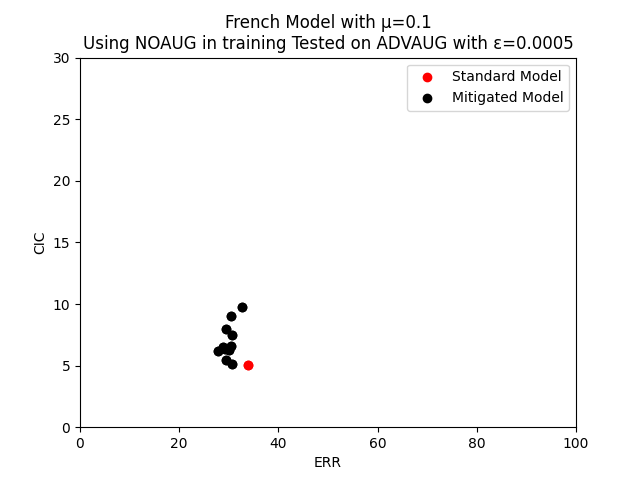 French Model with μ=0.1
Using NOAUG in training Tested on ADVAUG with ε=0.0005
Standard Model
Mitigated Model
30
25
20
15
10
5
0
CIC
0 20 40 60 80 100
ERR